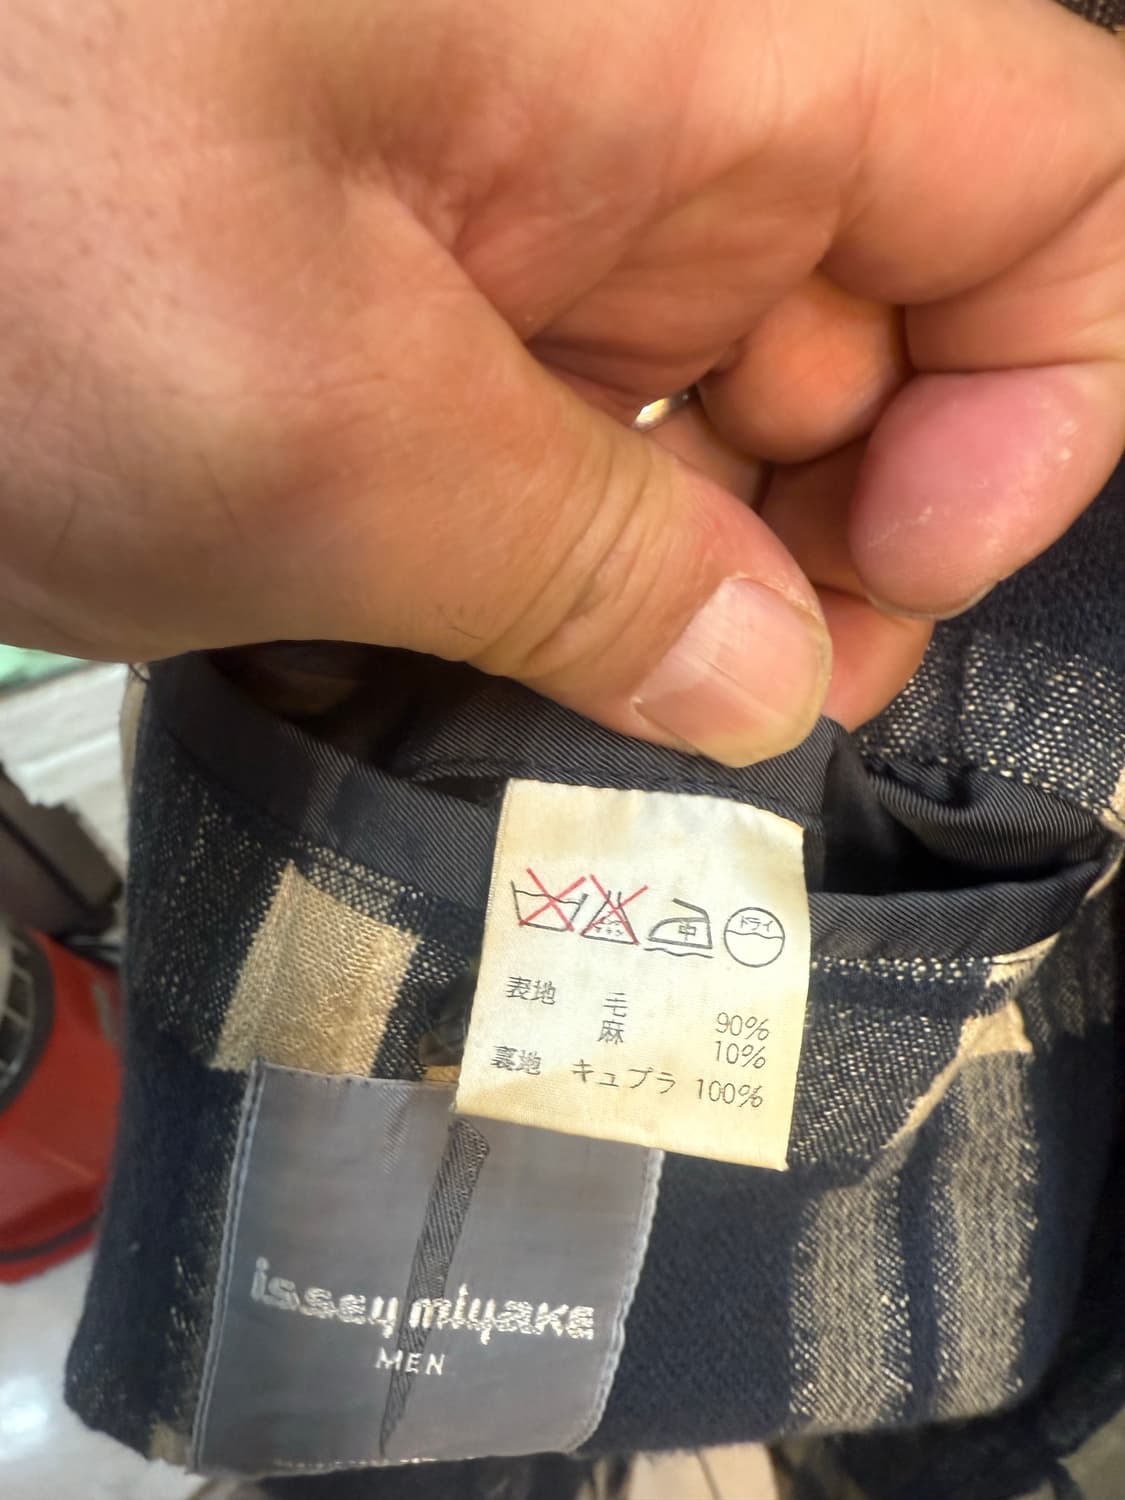 中 ドライ
表地 毛 90%
麻 10%
裏地 キュプラ 100%
issey miyake
MEN